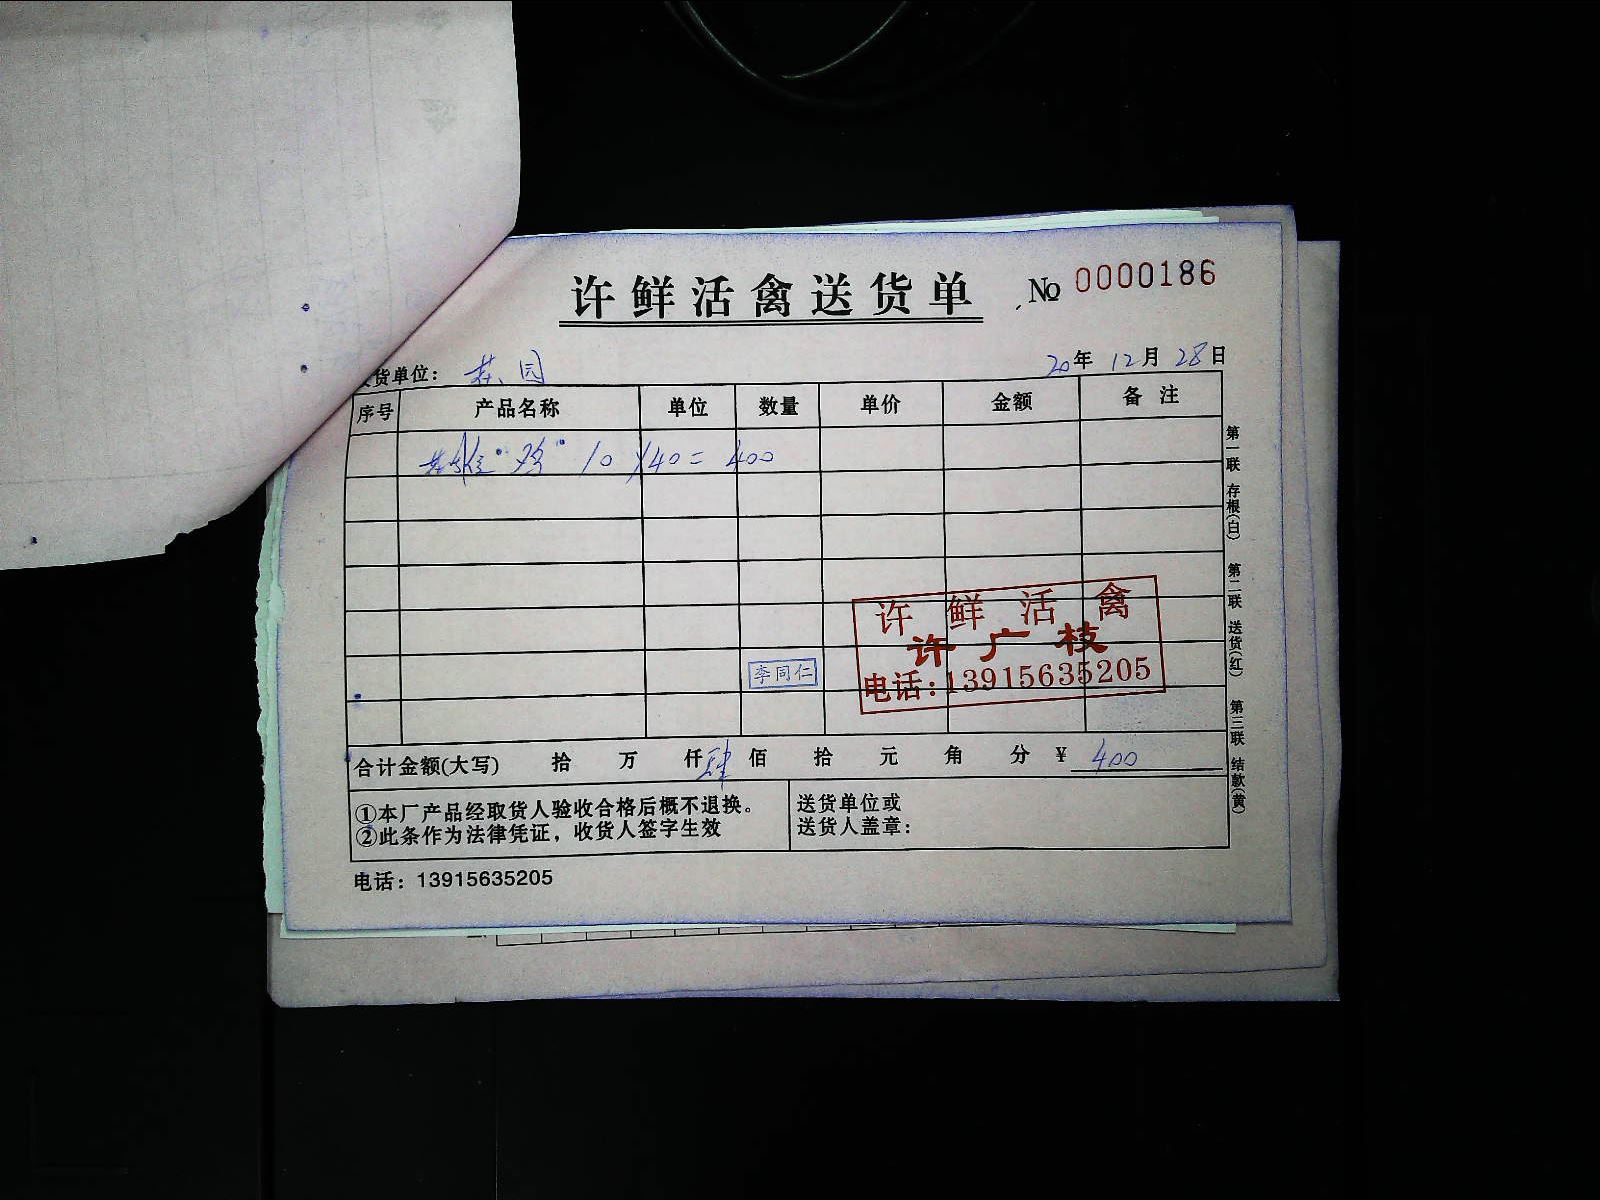 许鲜活禽送货单
No 0000186
货单位： 园
20年 12月 28日
序号 产品名称 单位 数量 单价 金额 备注
鸡" 10 X40 = 400
许鲜活禽
许广枝
电话:13915635205
李同仁
合计金额(大写) 拾 万 仟 肆 佰 拾 元 角 分 ¥ 400
①本厂产品经取货人验收合格后概不退换。
②此条作为法律凭证，收货人签字生效
送货单位或
送货人盖章：
电话：13915635205
第一联 存根(白) 第二联 送货(红) 第三联 结款(黄)